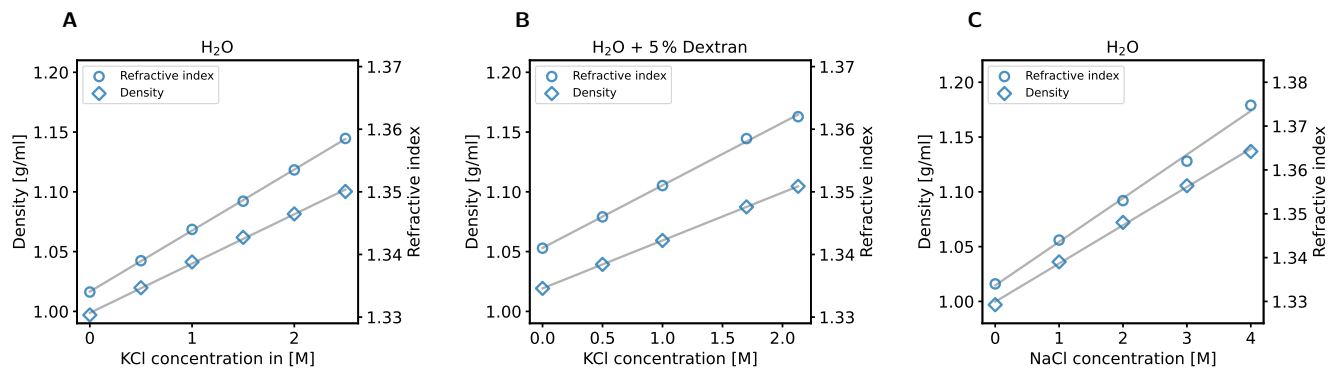 A
H₂O
Refractive index
Density
1.20
1.15
1.10
1.05
1.00
Density [g/ml]
1.37
1.36
1.35
1.34
1.33
Refractive index
0
1
2
KCl concentration in [M]
B
H₂O + 5 % Dextran
Refractive index
Density
1.20
1.15
1.10
1.05
1.00
Density [g/ml]
1.37
1.36
1.35
1.34
1.33
Refractive index
0.0
0.5
1.0
1.5
2.0
KCl concentration [M]
C
H₂O
Refractive index
Density
1.20
1.15
1.10
1.05
1.00
Density [g/ml]
1.38
1.37
1.36
1.35
1.34
1.33
Refractive index
0
1
2
3
4
NaCl concentration [M]